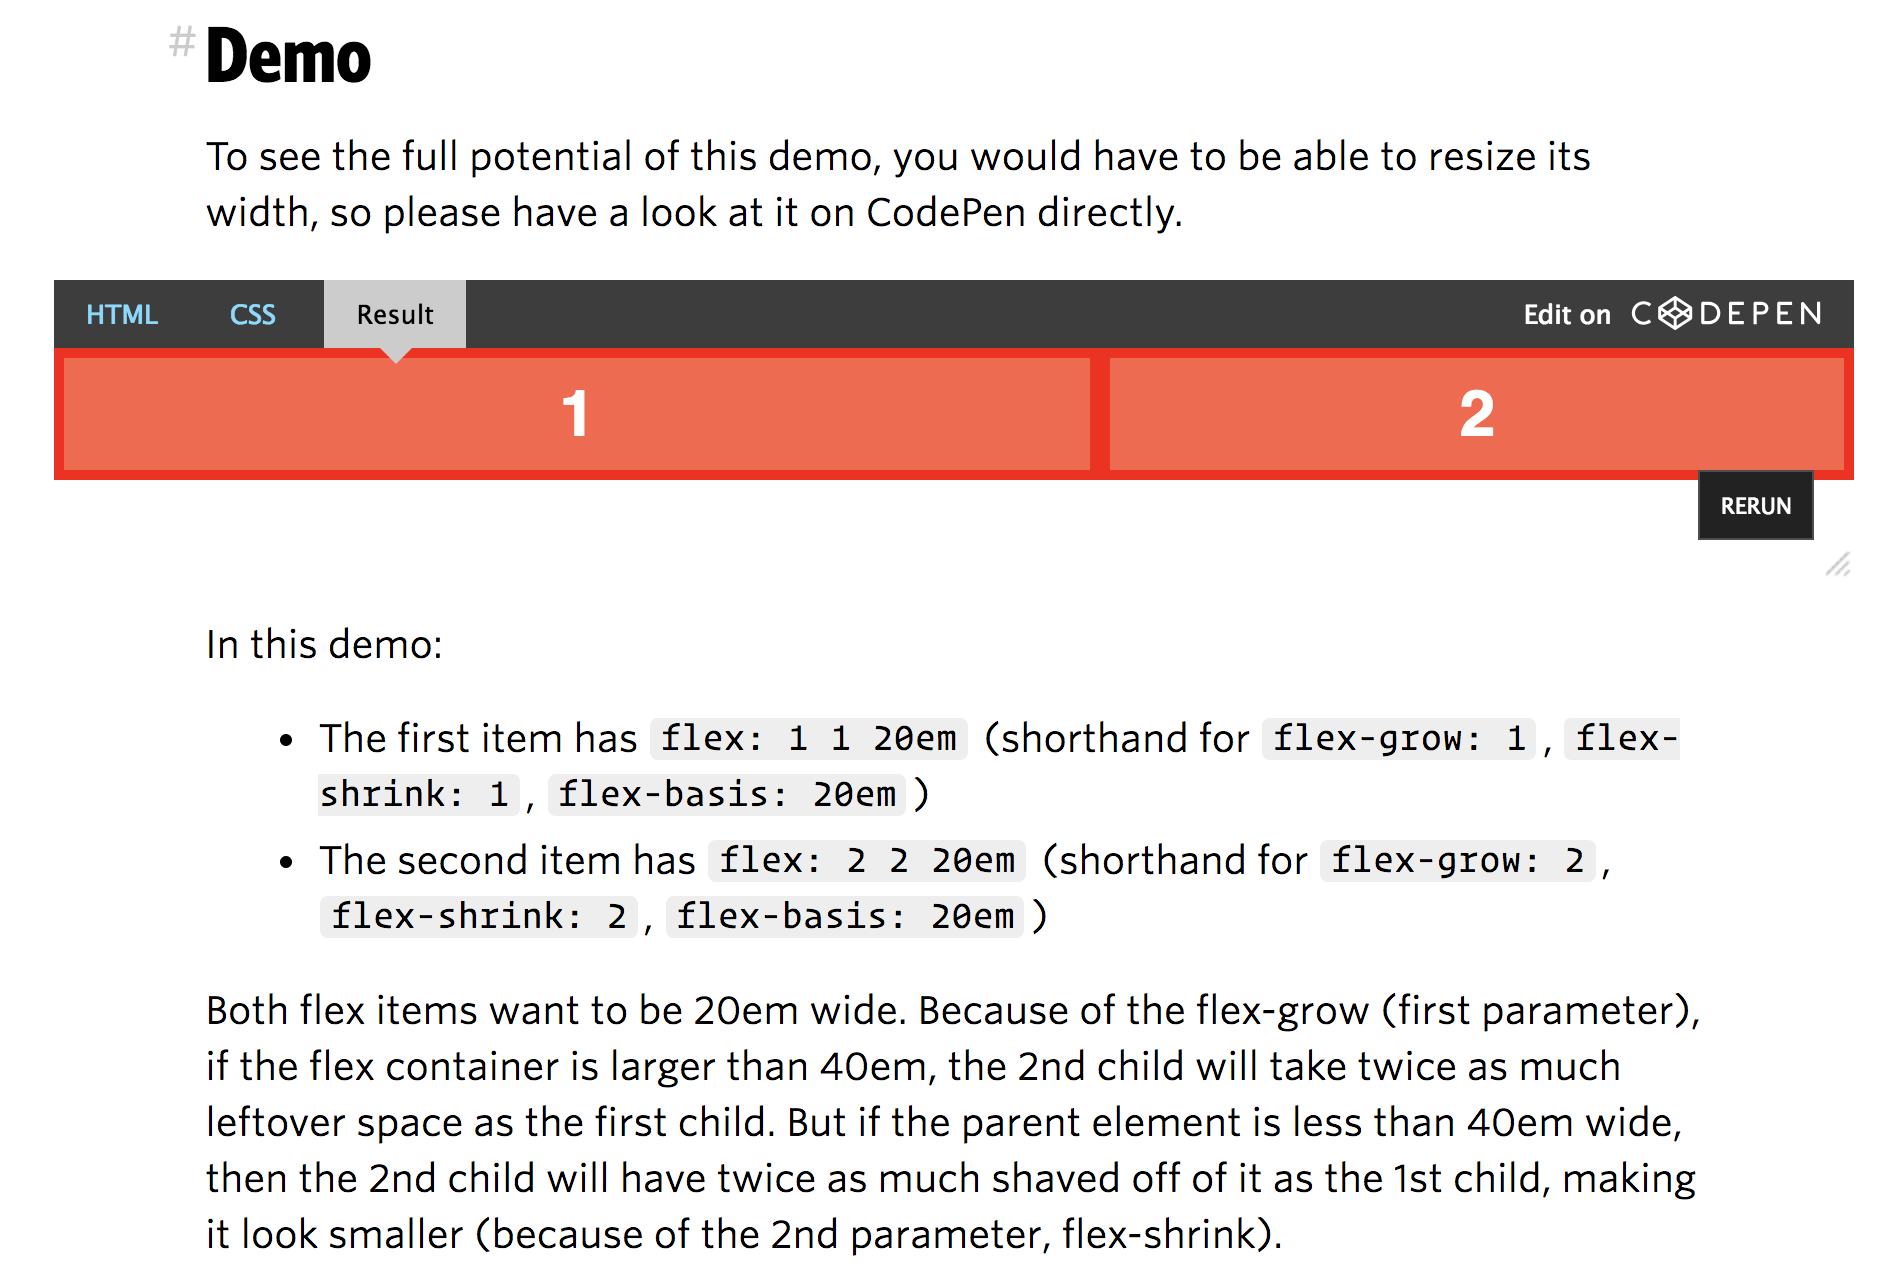 # Demo
To see the full potential of this demo, you would have to be able to resize its
width, so please have a look at it on CodePen directly.
HTML CSS Result Edit on CODEPEN
1 2
RERUN
In this demo:
• The first item has flex: 1 1 20em (shorthand for flex-grow: 1, flex-
shrink: 1, flex-basis: 20em)
• The second item has flex: 2 2 20em (shorthand for flex-grow: 2,
flex-shrink: 2, flex-basis: 20em)
Both flex items want to be 20em wide. Because of the flex-grow (first parameter),
if the flex container is larger than 40em, the 2nd child will take twice as much
leftover space as the first child. But if the parent element is less than 40em wide,
then the 2nd child will have twice as much shaved off of it as the 1st child, making
it look smaller (because of the 2nd parameter, flex-shrink).